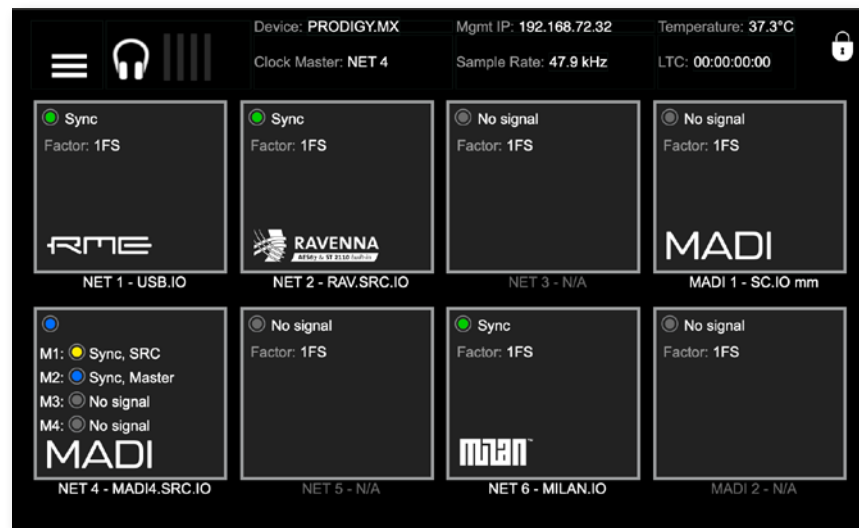 Device: PRODIGY.MX
Mgmt IP: 192.168.72.32
Temperature: 37.3°C
Clock Master: NET 4
Sample Rate: 47.9 kHz
LTC: 00:00:00:00
Sync
Factor: 1FS
RME
NET 1 - USB.IO
Sync
Factor: 1FS
RAVENNA
AES67 & ST 2110 built-in
NET 2 - RAV.SRC.IO
No signal
Factor: 1FS
NET 3 - N/A
No signal
Factor: 1FS
MADI
MADI 1 - SC.IO mm
M1: Sync, SRC
M2: Sync, Master
M3: No signal
M4: No signal
MADI
NET 4 - MADI4.SRC.IO
No signal
Factor: 1FS
NET 5 - N/A
Sync
Factor: 1FS
milan
NET 6 - MILAN.IO
No signal
Factor: 1FS
MADI 2 - N/A